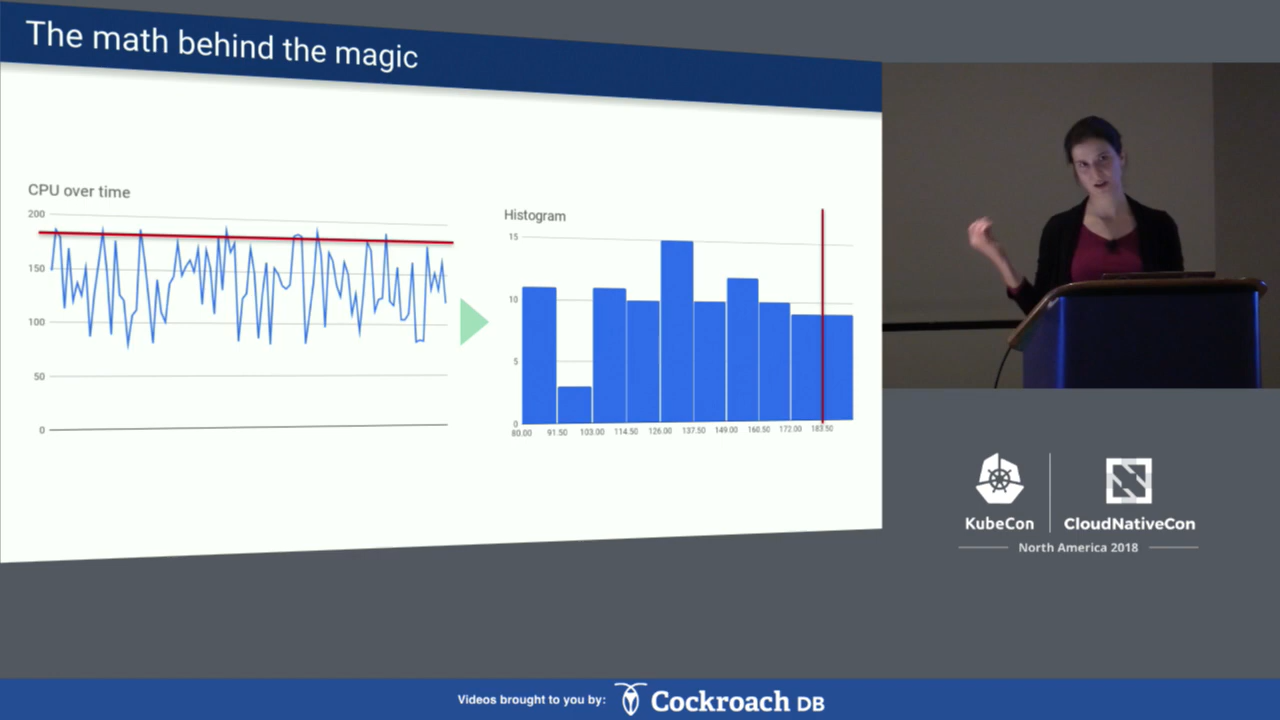 The math behind the magic
CPU over time
200
150
100
50
0
Histogram
15
10
5
0
80.00 91.50 103.00 114.50 126.00 137.50 149.00 160.50 172.00 183.50
KubeCon
CloudNativeCon
North America 2018
Videos brought to you by:
Cockroach DB